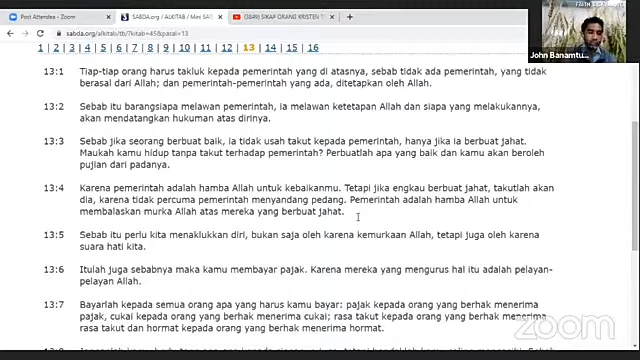 Post Attendee - Zoom
SABDA.org: /ALKITAB / Mini SA
(3849) SIKAP ORANG KRISTEN
sabda.org/alkitab/tb/?kitab=45&pasal=13
FAITH &
John Banamtu...
1 | 2 | 3 | 4 | 5 | 6 | 7 | 8 | 9 | 10 | 11 | 12 | 13 | 14 | 15 | 16
13:1 Tiap-tiap orang harus takluk kepada pemerintah yang di atasnya, sebab tidak ada pemerintah, yang tidak
berasal dari Allah; dan pemerintah-pemerintah yang ada, ditetapkan oleh Allah.
13:2 Sebab itu barangsiapa melawan pemerintah, ia melawan ketetapan Allah dan siapa yang melakukannya,
akan mendatangkan hukuman atas dirinya.
13:3 Sebab jika seorang berbuat baik, ia tidak usah takut kepada pemerintah, hanya jika ia berbuat jahat.
Maukah kamu hidup tanpa takut terhadap pemerintah? Perbuatlah apa yang baik dan kamu akan beroleh
pujian dari padanya.
13:4 Karena pemerintah adalah hamba Allah untuk kebaikanmu. Tetapi jika engkau berbuat jahat, takutlah akan
dia, karena tidak percuma pemerintah menyandang pedang. Pemerintah adalah hamba Allah untuk
membalaskan murka Allah atas mereka yang berbuat jahat.
13:5 Sebab itu perlu kita menaklukkan diri, bukan saja oleh karena kemurkaan Allah, tetapi juga oleh karena
suara hati kita.
13:6 Itulah juga sebabnya maka kamu membayar pajak. Karena mereka yang mengurus hal itu adalah pelayan-
pelayan Allah.
13:7 Bayarlah kepada semua orang apa yang harus kamu bayar: pajak kepada orang yang berhak menerima
pajak, cukai kepada orang yang berhak menerima cukai; rasa takut kepada orang yang berhak menerima
rasa takut dan hormat kepada orang yang berhak menerima hormat.
zoom